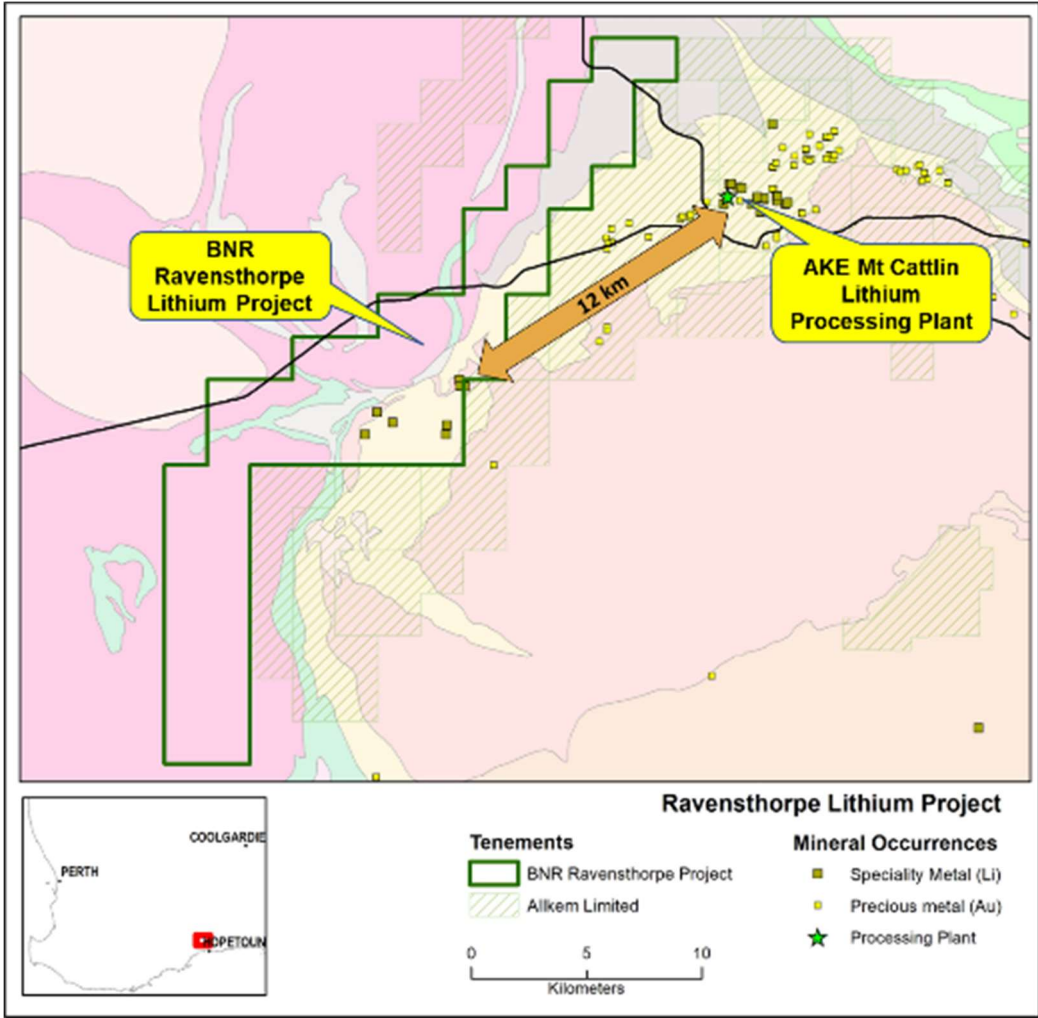 BNR
Ravensthorpe
Lithium Project
12 km
AKE Mt Cattlin
Lithium
Processing Plant
Ravensthorpe Lithium Project
COOLGARDIE
PERTH
HOPETOUN
Tenements
BNR Ravensthorpe Project
Allkem Limited
0 5 10
Kilometers
Mineral Occurrences
Speciality Metal (Li)
Precious metal (Au)
Processing Plant